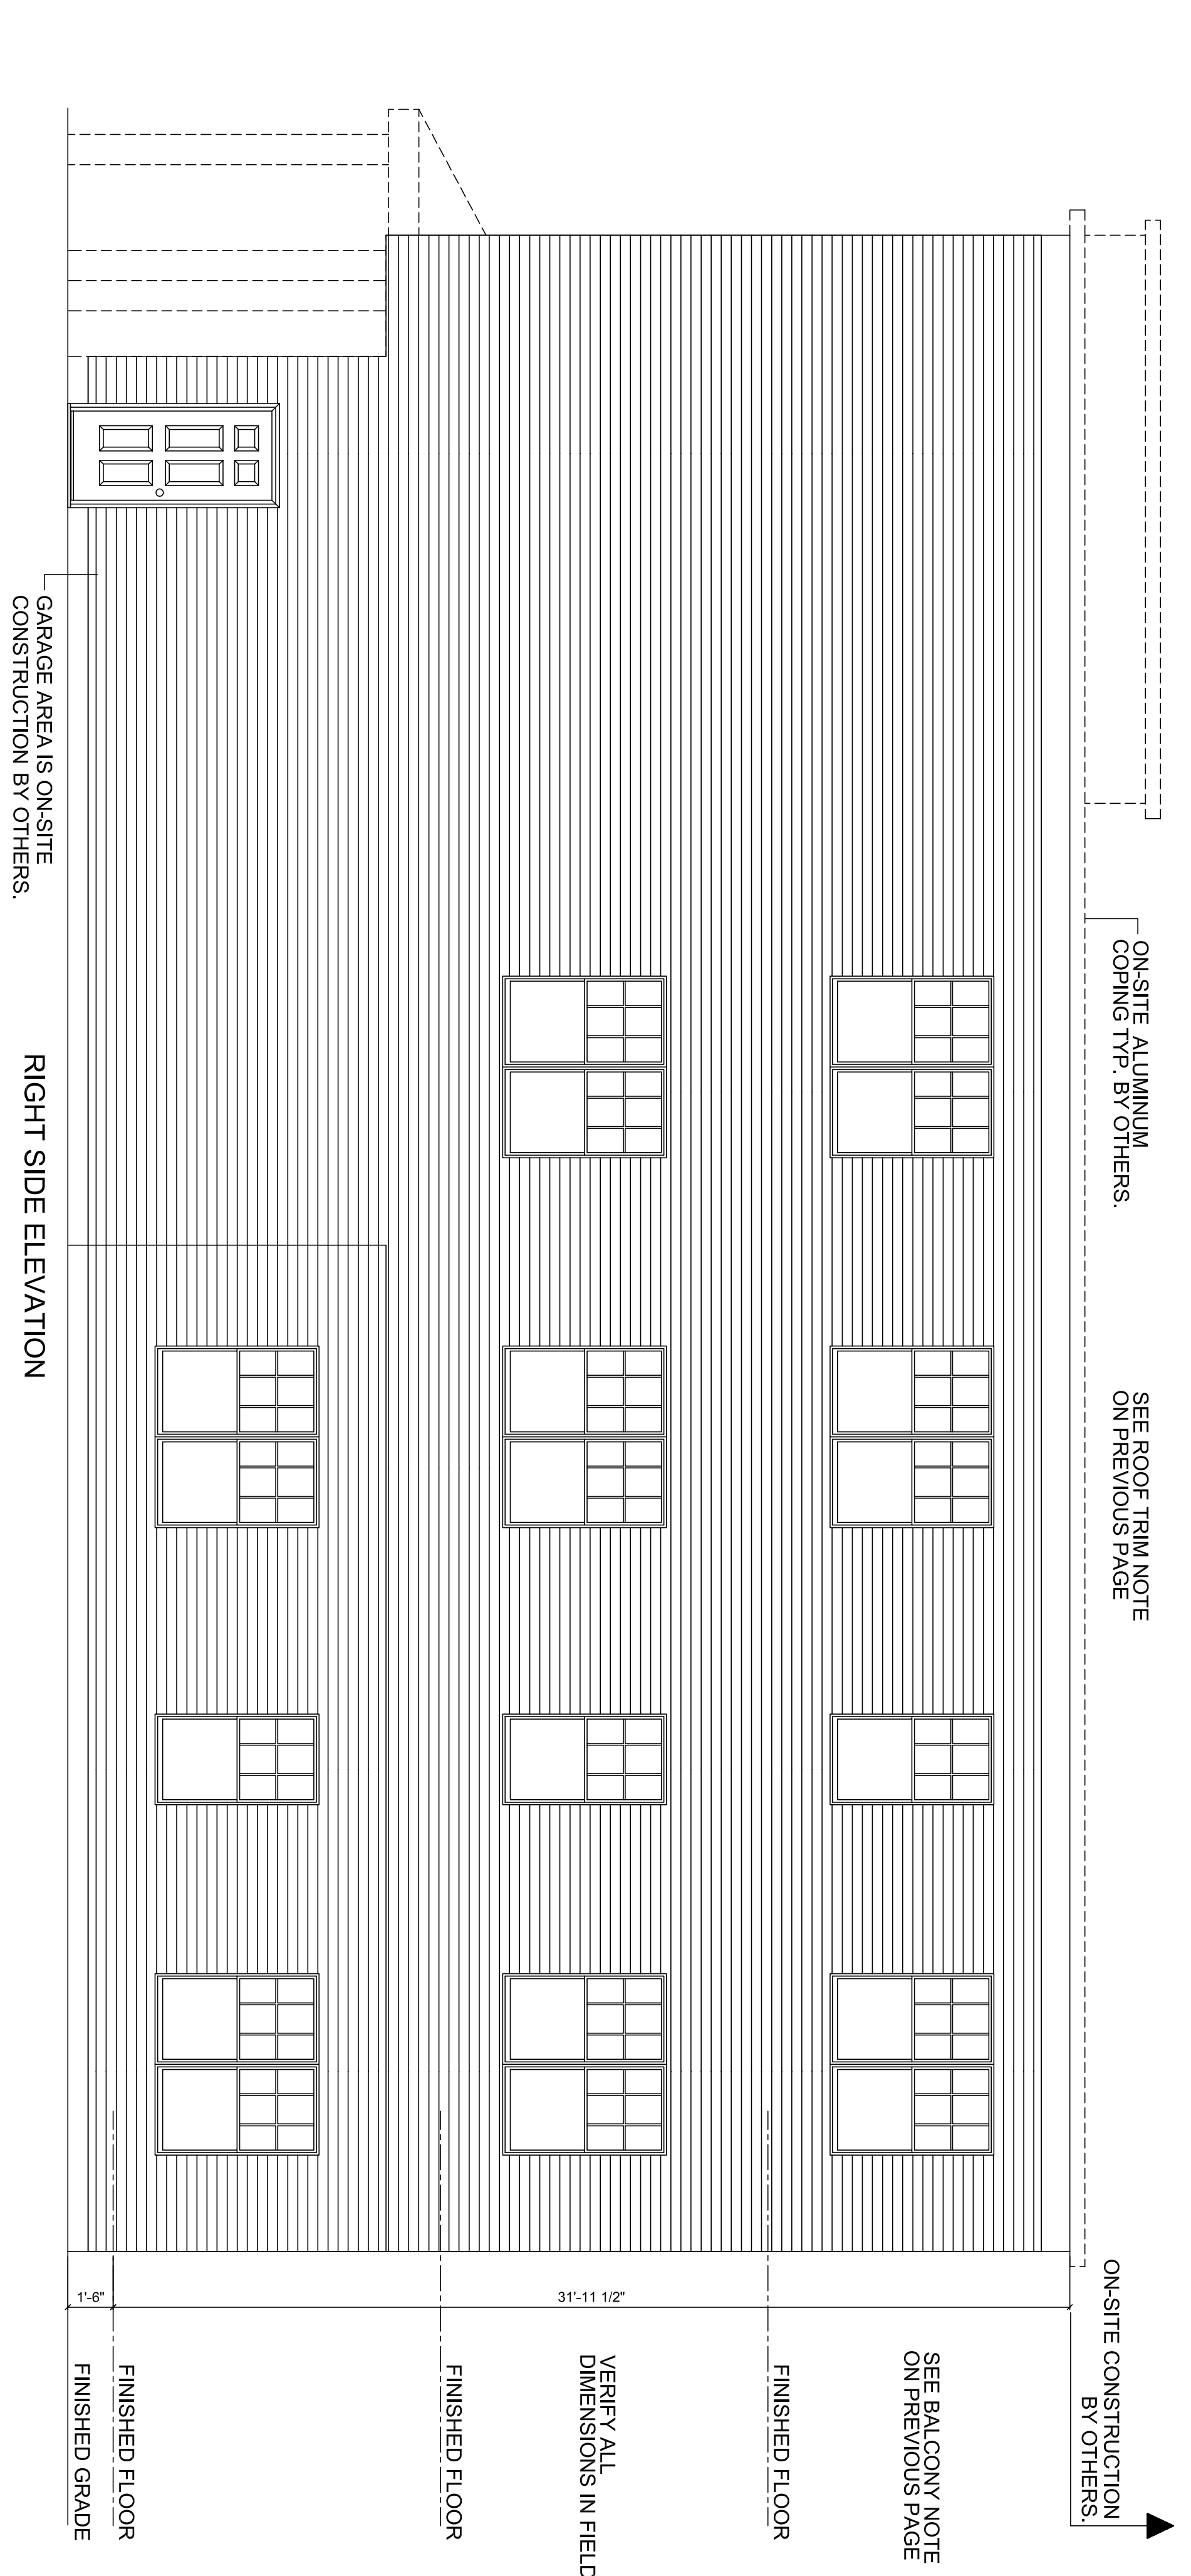 ON-SITE ALUMINUM
COPING TYP. BY OTHERS.
SEE ROOF TRIM NOTE
ON PREVIOUS PAGE
ON-SITE CONSTRUCTION
BY OTHERS.
SEE BALCONY NOTE
ON PREVIOUS PAGE
FINISHED FLOOR
31'-11 1/2"
VERIFY ALL
DIMENSIONS IN FIELD
FINISHED FLOOR
FINISHED FLOOR
1'-6"
FINISHED GRADE
GARAGE AREA IS ON-SITE
CONSTRUCTION BY OTHERS.
RIGHT SIDE ELEVATION